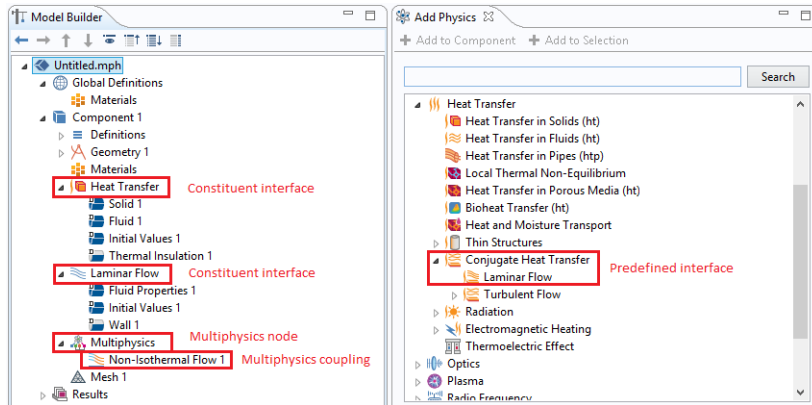 Model Builder
Untitled.mph
Global Definitions
Materials
Component 1
Definitions
Geometry 1
Materials
Heat Transfer
Constituent interface
Solid 1
Fluid 1
Initial Values 1
Thermal Insulation 1
Laminar Flow
Constituent interface
Fluid Properties 1
Initial Values 1
Wall 1
Multiphysics
Multiphysics node
Non-Isothermal Flow 1
Multiphysics coupling
Mesh 1
Results
Add Physics
Add to Component
Add to Selection
Search
Heat Transfer
Heat Transfer in Solids (ht)
Heat Transfer in Fluids (ht)
Heat Transfer in Pipes (htp)
Local Thermal Non-Equilibrium
Heat Transfer in Porous Media (ht)
Bioheat Transfer (ht)
Heat and Moisture Transport
Thin Structures
Conjugate Heat Transfer
Predefined interface
Laminar Flow
Turbulent Flow
Radiation
Electromagnetic Heating
Thermoelectric Effect
Optics
Plasma
Radio Frequency